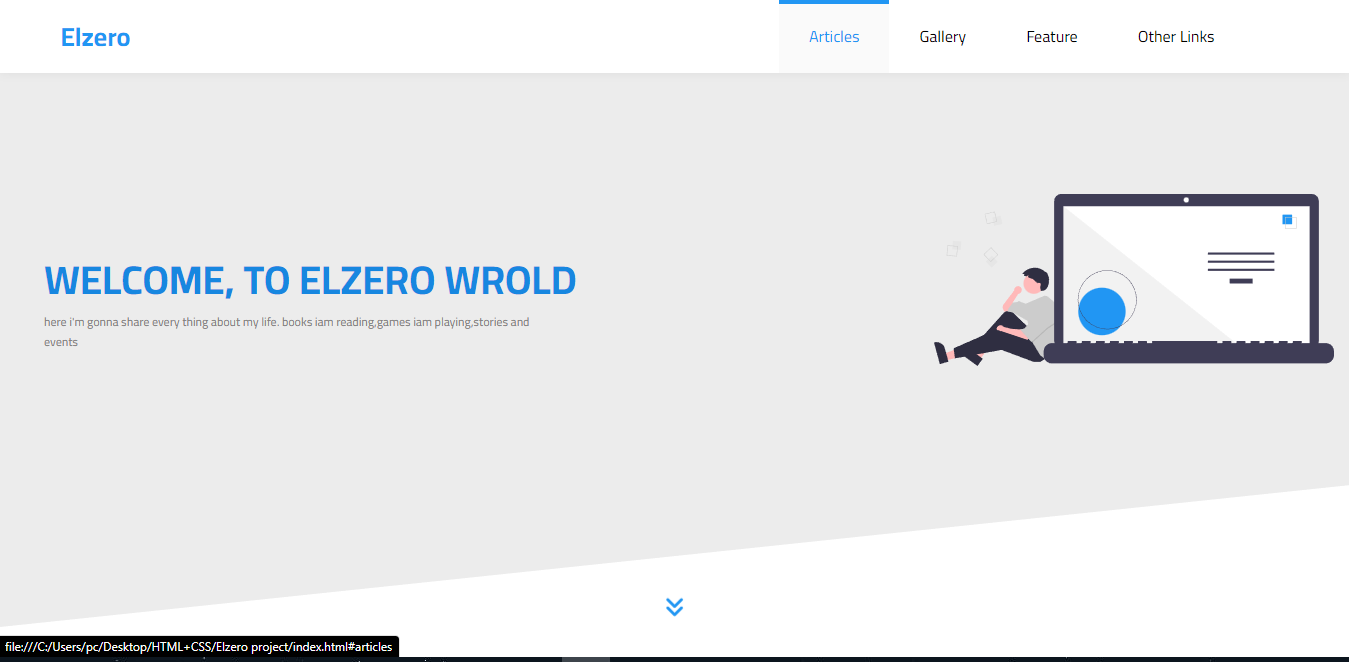 Elzero
Articles Gallery Feature Other Links
WELCOME, TO ELZERO WROLD
here i'm gonna share every thing about my life. books iam reading,games iam playing,stories and
events
file:///C:/Users/pc/Desktop/HTML+CSS/Elzero project/index.html#articles